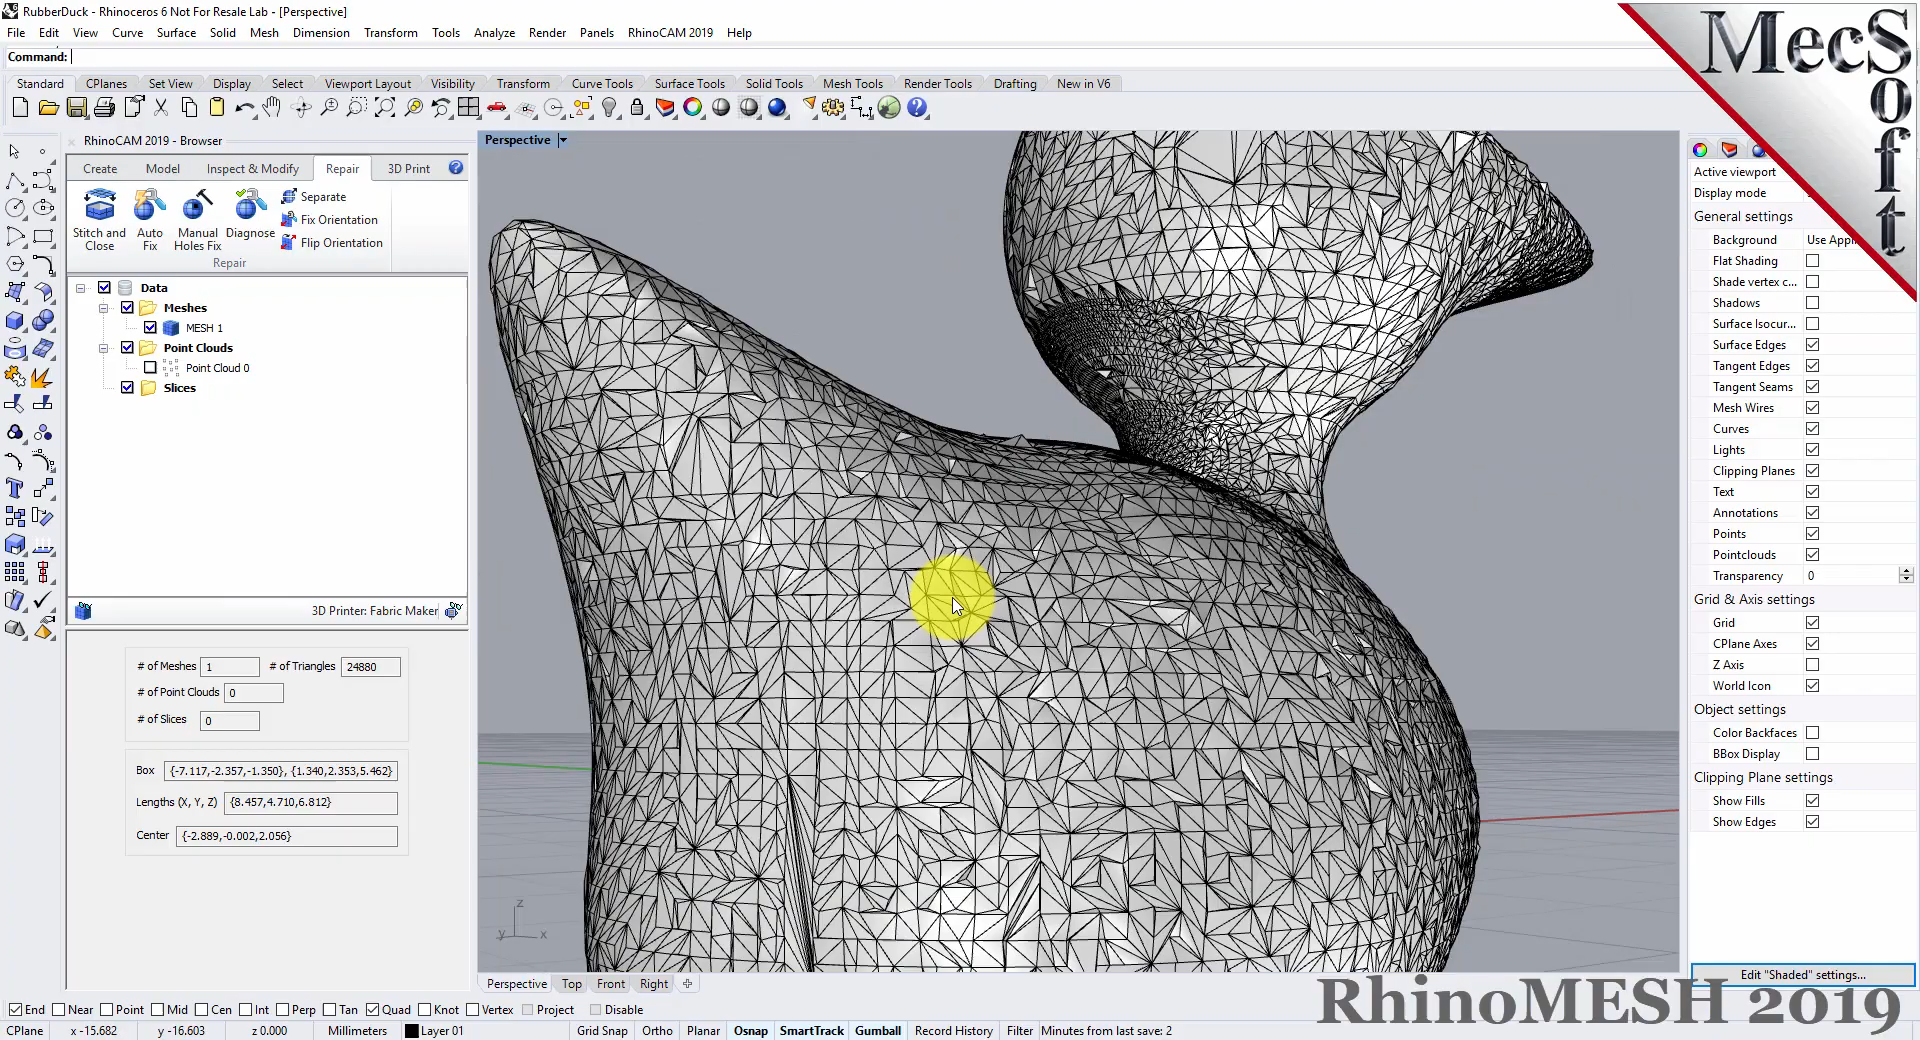 RubberDuck - Rhinoceros 6 Not For Resale Lab - [Perspective]
File Edit View Curve Surface Solid Mesh Dimension Transform Tools Analyze Render Panels RhinoCAM 2019 Help
Command:
Standard CPlanes Set View Display Select Viewport Layout Visibility Transform Curve Tools Surface Tools Solid Tools Mesh Tools Render Tools Drafting New in V6
RhinoCAM 2019 - Browser
Create Model Inspect & Modify Repair 3D Print
Stitch and Close
Auto Fix
Manual Holes Fix
Diagnose
Separate
Fix Orientation
Flip Orientation
Repair
Data
Meshes
MESH 1
Point Clouds
Point Cloud 0
Slices
3D Printer: Fabric Maker
# of Meshes 1 # of Triangles 24880
# of Point Clouds 0
# of Slices 0
Box {-7.117,-2.357,-1.350}, {1.340,2.353,5.462}
Lengths (X, Y, Z) {8.457,4.710,6.812}
Center {-2.889,-0.002,2.056}
Perspective
z
y x
Perspective Top Front Right
MecSoft
Active viewport
Display mode
General settings
Background Use Appli
Flat Shading
Shade vertex c...
Shadows
Surface Isocur...
Surface Edges
Tangent Edges
Tangent Seams
Mesh Wires
Curves
Lights
Clipping Planes
Text
Annotations
Points
Pointclouds
Transparency 0
Grid & Axis settings
Grid
CPlane Axes
Z Axis
World Icon
Object settings
Color Backfaces
BBox Display
Clipping Plane settings
Show Fills
Show Edges
Edit "Shaded" settings...
RhinoMESH 2019
End Near Point Mid Cen Int Perp Tan Quad Knot Vertex Project Disable
CPlane x -15.682 y -16.603 z 0.000 Millimeters Layer 01 Grid Snap Ortho Planar Osnap SmartTrack Gumball Record History Filter Minutes from last save: 2